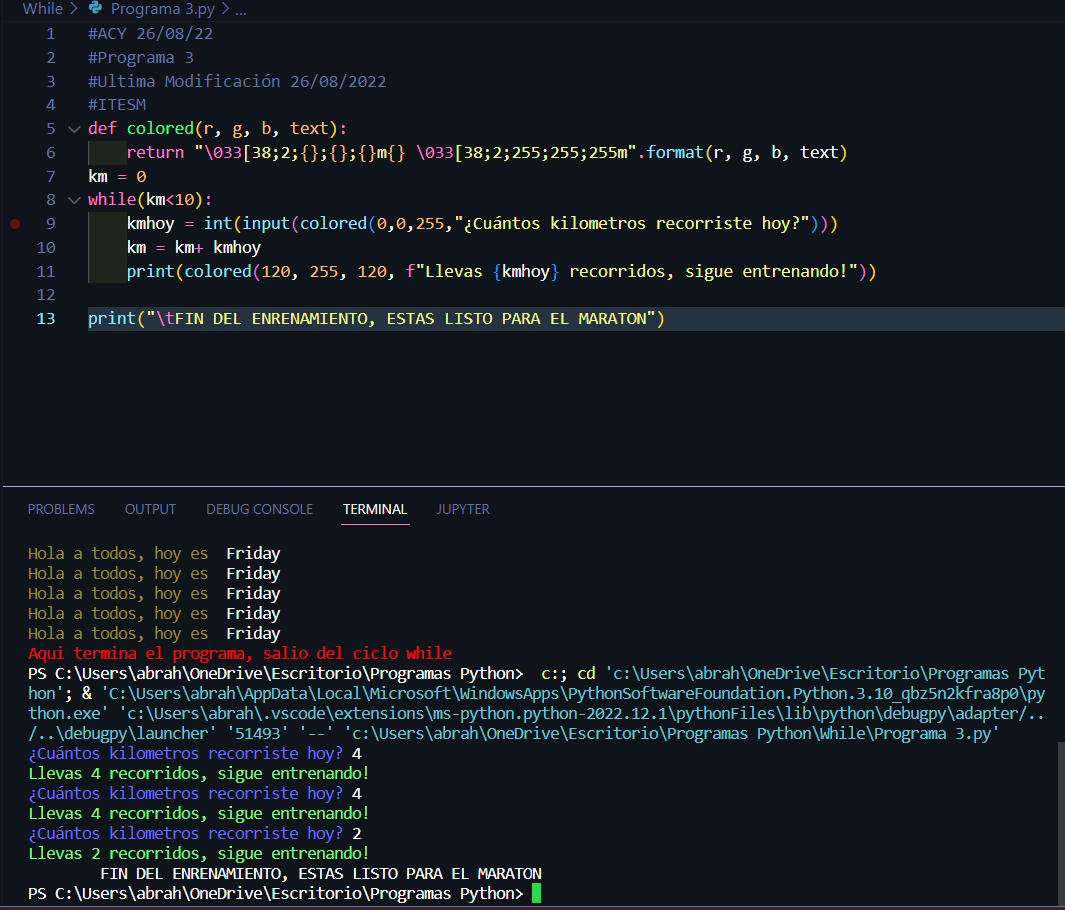 While > Programa 3.py > ...
1 #ACY 26/08/22
2 #Programa 3
3 #Ultima Modificación 26/08/2022
4 #ITESM
5 def colored(r, g, b, text):
6 return "\033[38;2;{};{};{}m{} \033[38;2;255;255;255m".format(r, g, b, text)
7 km = 0
8 while(km<10):
9 kmhoy = int(input(colored(0,0,255,"¿Cuántos kilometros recorriste hoy?")))
10 km = km+ kmhoy
11 print(colored(120, 255, 120, f"Llevas {kmhoy} recorridos, sigue entrenando!"))
12
13 print("\tFIN DEL ENRENAMIENTO, ESTAS LISTO PARA EL MARATON")
PROBLEMS OUTPUT DEBUG CONSOLE TERMINAL JUPYTER
Hola a todos, hoy es Friday
Hola a todos, hoy es Friday
Hola a todos, hoy es Friday
Hola a todos, hoy es Friday
Hola a todos, hoy es Friday
Aqui termina el programa, salio del ciclo while
PS C:\Users\abrah\OneDrive\Escritorio\Programas Python> c:; cd 'c:\Users\abrah\OneDrive\Escritorio\Programas Pyt
hon'; & 'C:\Users\abrah\AppData\Local\Microsoft\WindowsApps\PythonSoftwareFoundation.Python.3.10_qbz5n2kfra8p0\py
thon.exe' 'c:\Users\abrah\.vscode\extensions\ms-python.python-2022.12.1\pythonFiles\lib\python\debugpy\adapter/..
/..\debugpy\launcher' '51493' '--' 'c:\Users\abrah\OneDrive\Escritorio\Programas Python\While\Programa 3.py'
¿Cuántos kilometros recorriste hoy? 4
Llevas 4 recorridos, sigue entrenando!
¿Cuántos kilometros recorriste hoy? 4
Llevas 4 recorridos, sigue entrenando!
¿Cuántos kilometros recorriste hoy? 2
Llevas 2 recorridos, sigue entrenando!
FIN DEL ENRENAMIENTO, ESTAS LISTO PARA EL MARATON
PS C:\Users\abrah\OneDrive\Escritorio\Programas Python>